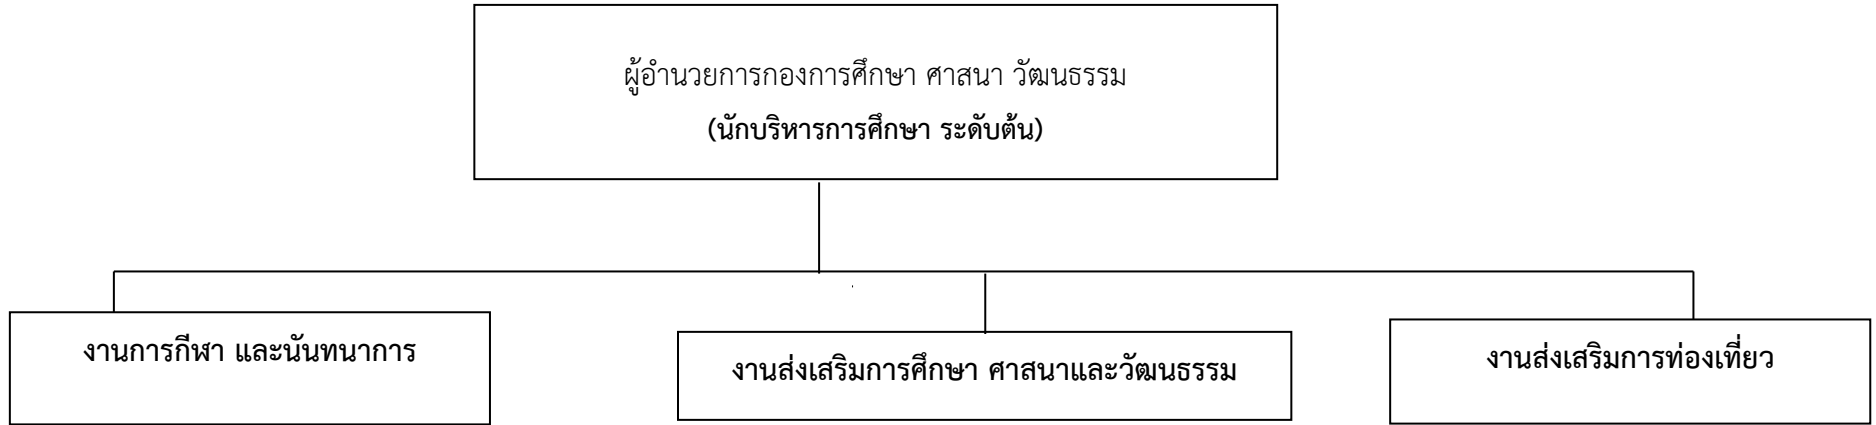 ผู้อำนวยการกองการศึกษา ศาสนา วัฒนธรรม
(นักบริหารการศึกษา ระดับต้น)
งานการกีฬา และนันทนาการ
งานส่งเสริมการศึกษา ศาสนาและวัฒนธรรม
งานส่งเสริมการท่องเที่ยว